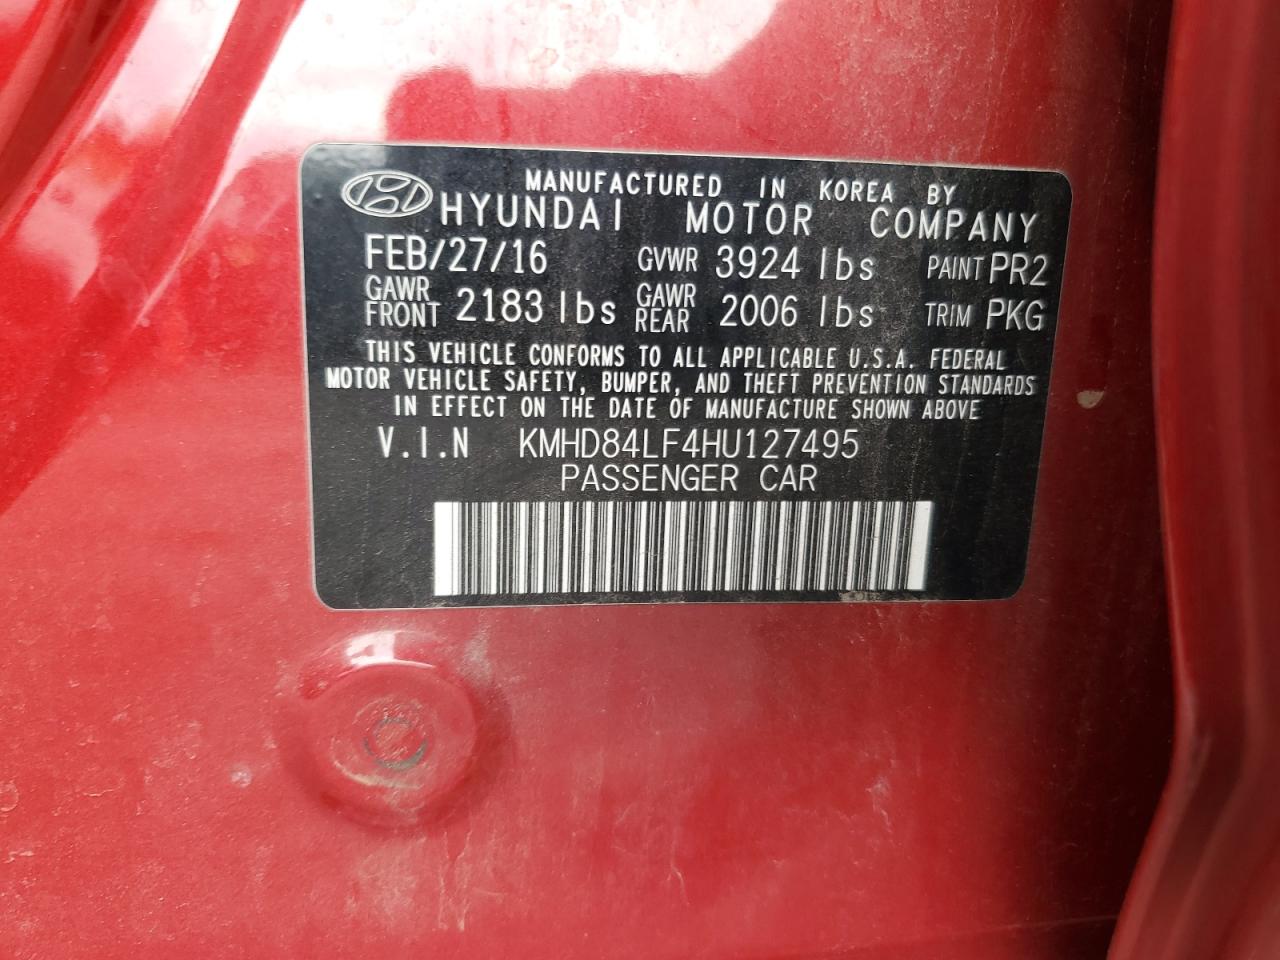 MANUFACTURED IN KOREA BY
HYUNDAI MOTOR COMPANY
FEB/27/16 GVWR 3924 lbs PAINT PR2
GAWR FRONT 2183 lbs GAWR REAR 2006 lbs TRIM PKG
THIS VEHICLE CONFORMS TO ALL APPLICABLE U.S.A. FEDERAL
MOTOR VEHICLE SAFETY, BUMPER, AND THEFT PREVENTION STANDARDS
IN EFFECT ON THE DATE OF MANUFACTURE SHOWN ABOVE
V.I.N KMHD84LF4HU127495
PASSENGER CAR